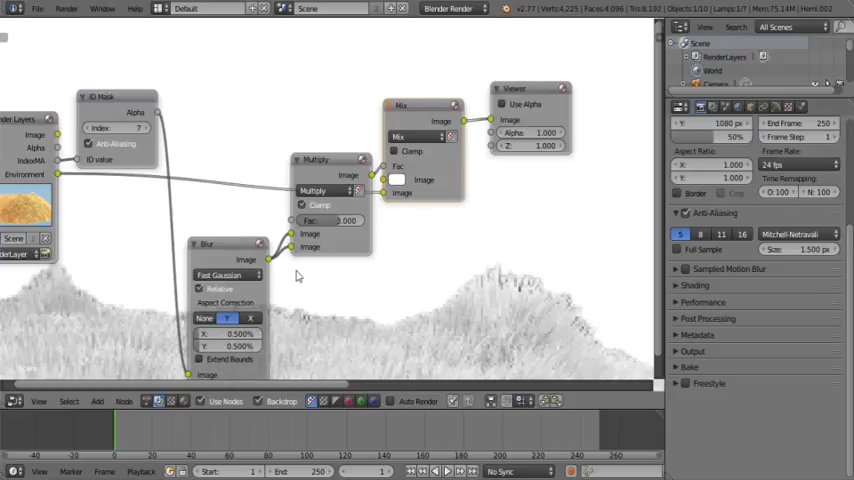 File Render Window Help Default Scene 2 Blender Render v2.77 | Verts:4,225 | Faces:4,096 | Tris:8,192 | Objects:1/10 | Lamps:1/7 | Mem:75.14M | Hemi.002
View Search All Scenes
Scene
RenderLayers
World
Camera
ID Mask
Alpha
Index: 7
Anti-Aliasing
ID value
nder Layers
Image
Alpha
IndexMA
Environment
Scene
derLayer
Blur
Image
Fast Gaussian
Relative
Aspect Correction
None Y X
X: 0.500%
Y: 0.500%
Extend Bounds
Image
Multiply
Image
Multiply
Clamp
Fac: 3.000
Image
Image
Mix
Image
Mix
Clamp
Fac
Image
Image
Viewer
Use Alpha
Image
Alpha: 1.000
Z: 1.000
Y: 1080 px End Frame: 250
50% Frame Step: 1
Aspect Ratio: Frame Rate:
X: 1.000 24 fps
Y: 1.000 Time Remapping:
Border Crop O: 100 N: 100
Anti-Aliasing
5 8 11 16 Mitchell-Netravali
Full Sample Size: 1.500 px
Sampled Motion Blur
Shading
Performance
Post Processing
Metadata
Output
Bake
Freestyle
View Select Add Node Use Nodes Backdrop Auto Render
-40 -20 0 20 40 60 80 100 120 140 160 180 200 220 240 260
View Marker Frame Playback Start: 1 End: 250 1 No Sync